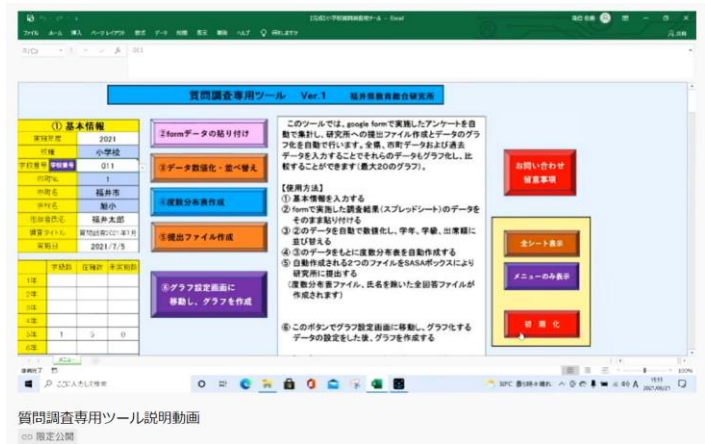 質問調査専用ツール Ver.1 福井県教育総合研究所
① 基本情報
実施年度 2021
校種 小学校
学校番号 学校番号 011
市町名 福井市
学校名 旭小
担当者氏名 福井太郎
調査タイトル
実施日 2021/7/5
学級数 在籍数 未実施数
1年
2年
3年
4年
5年 1 5 0
6年
②formデータの貼り付け
③データ数値化・並べ替え
④度数分布表作成
⑤提出ファイル作成
⑥グラフ設定画面に
移動し、グラフを作成
このツールでは、google formで実施したアンケートを自
動で集計し、研究所への提出ファイル作成とデータのグラ
フ化を自動で行います。全県、市町データおよび過去
データを入力することでそれらのデータもグラフ化し、比
較することができます(最大20のグラフ)。
【使用方法】
① 基本情報を入力する
② formで実施した調査結果(スプレッドシート)のデータを
そのまま貼り付ける
③ ②のデータを自動で数値化し、学年、学級、出席順に
並び替える
④ ③のデータをもとに度数分布表を自動作成する
⑤ 自動作成される2つのファイルをSASAボックスにより
研究所に提出する
(度数分布表ファイル、氏名を除いた全回答ファイルが
作成されます)
⑥ このボタンでグラフ設定画面に移動し、グラフ化する
データの設定をした後、グラフを作成する
お問い合わせ
留意事項
全シート表示
メニューのみ表示
初 期 化
メニュー
100%
ここに入力して検索
30°C
15:13
2021/06/21
質問調査専用ツール説明動画
限定公開